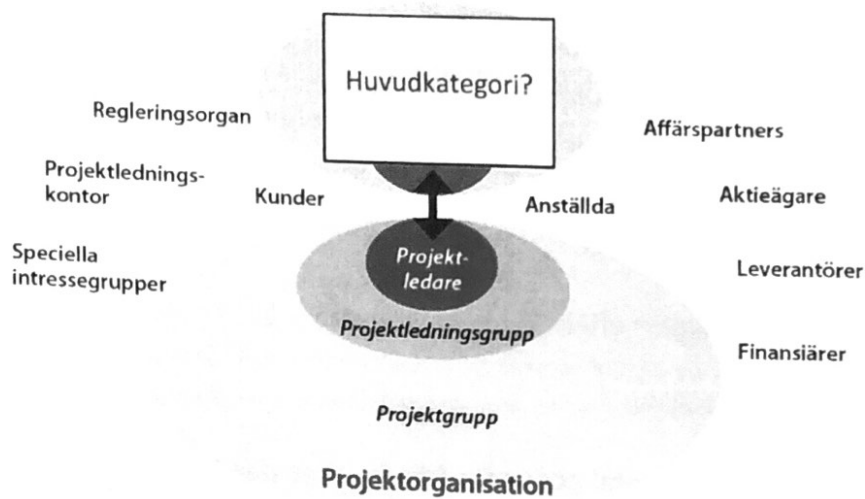 Huvudkategori?
Regleringsorgan
Affärspartners
Projektlednings-
kontor
Kunder
Anställda
Aktieägare
Speciella
intressegrupper
Projekt-
ledare
Leverantörer
Projektledningsgrupp
Finansiärer
Projektgrupp
Projektorganisation